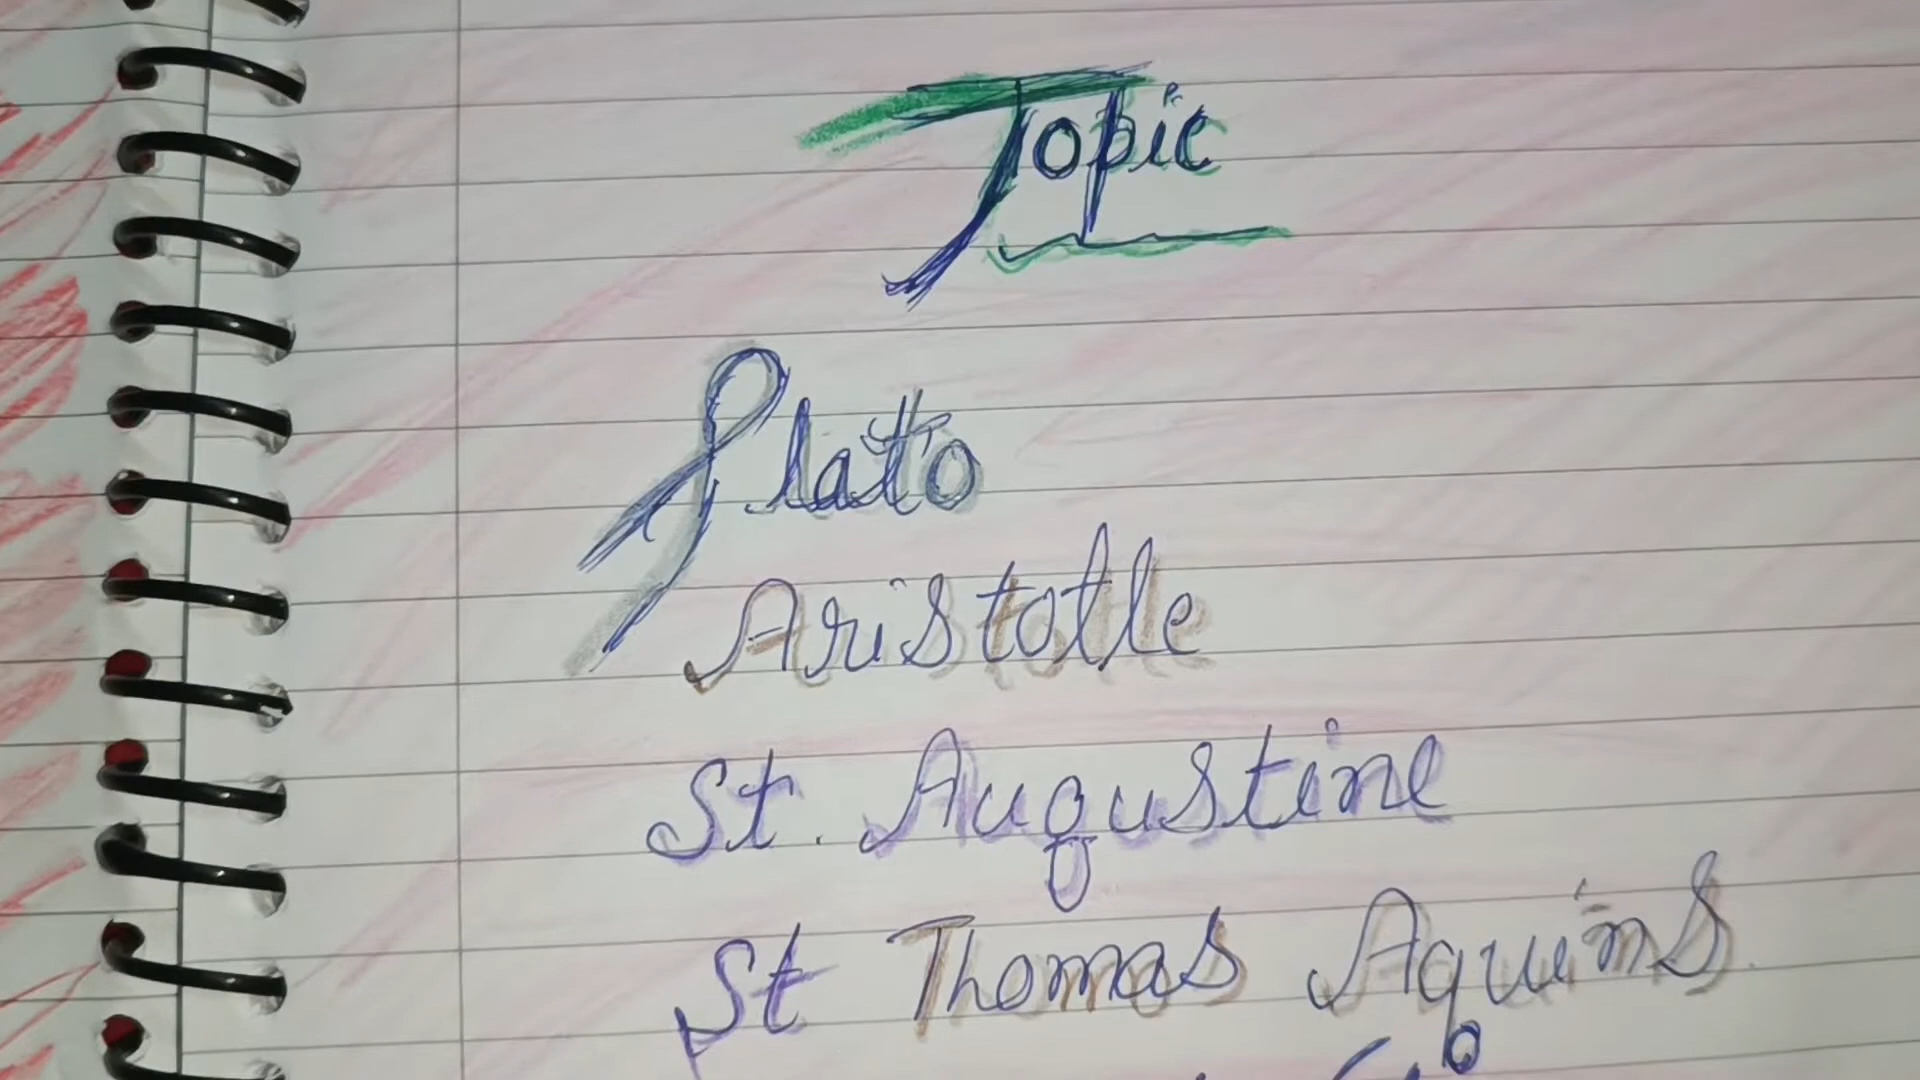 Topic
Plato
Aristotle
St. Augustine
St Thomas Aquins